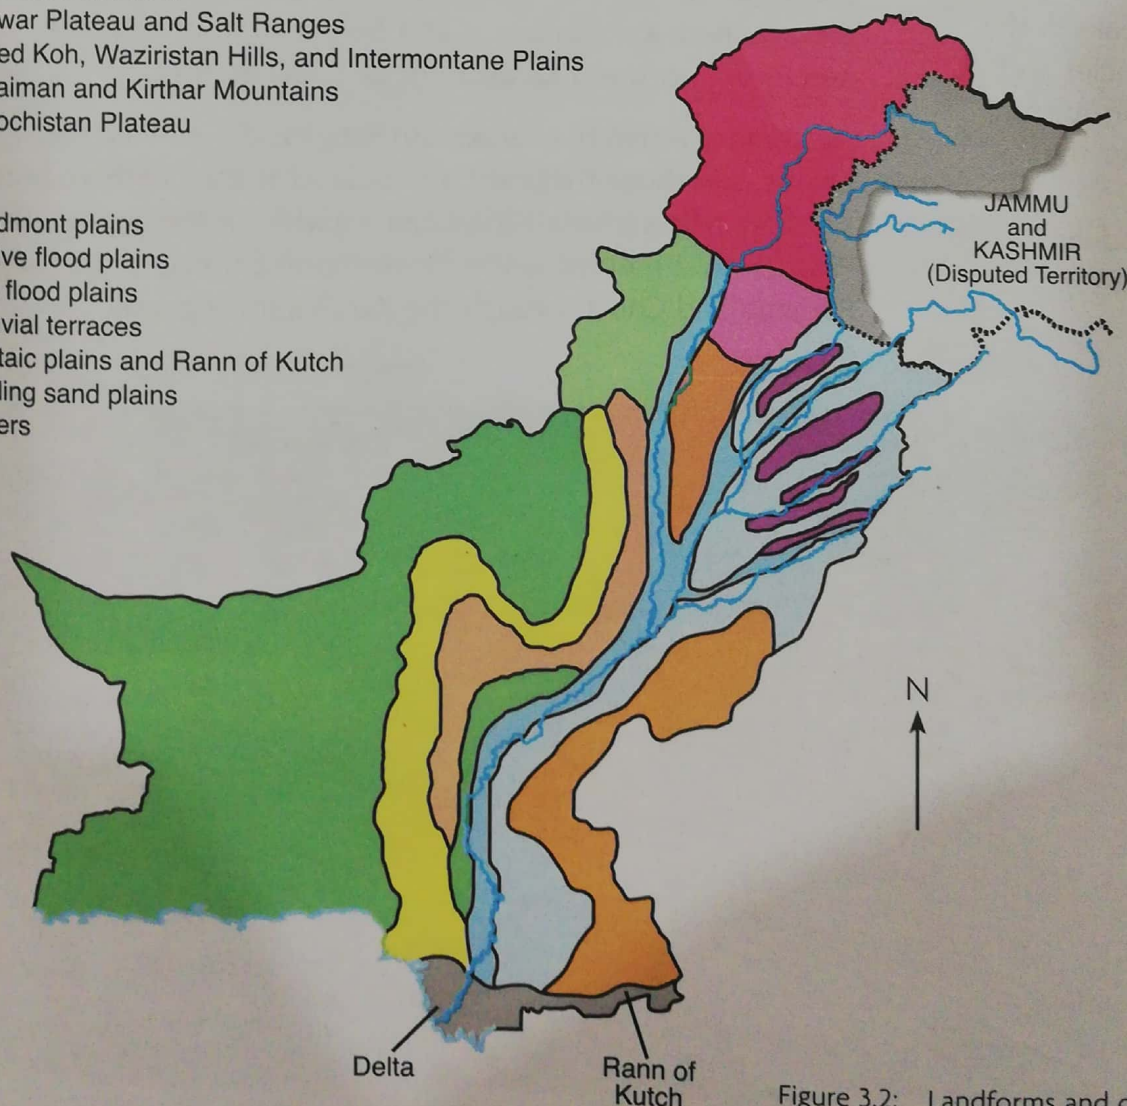 war Plateau and Salt Ranges
ed Koh, Waziristan Hills, and Intermontane Plains
aiman and Kirthar Mountains
ochistan Plateau
dmont plains
ve flood plains
flood plains
vial terraces
taic plains and Rann of Kutch
ling sand plains
ers
JAMMU
and
KASHMIR
(Disputed Territory)
N
Delta
Rann of
Kutch
Figure 3.2: Landforms and